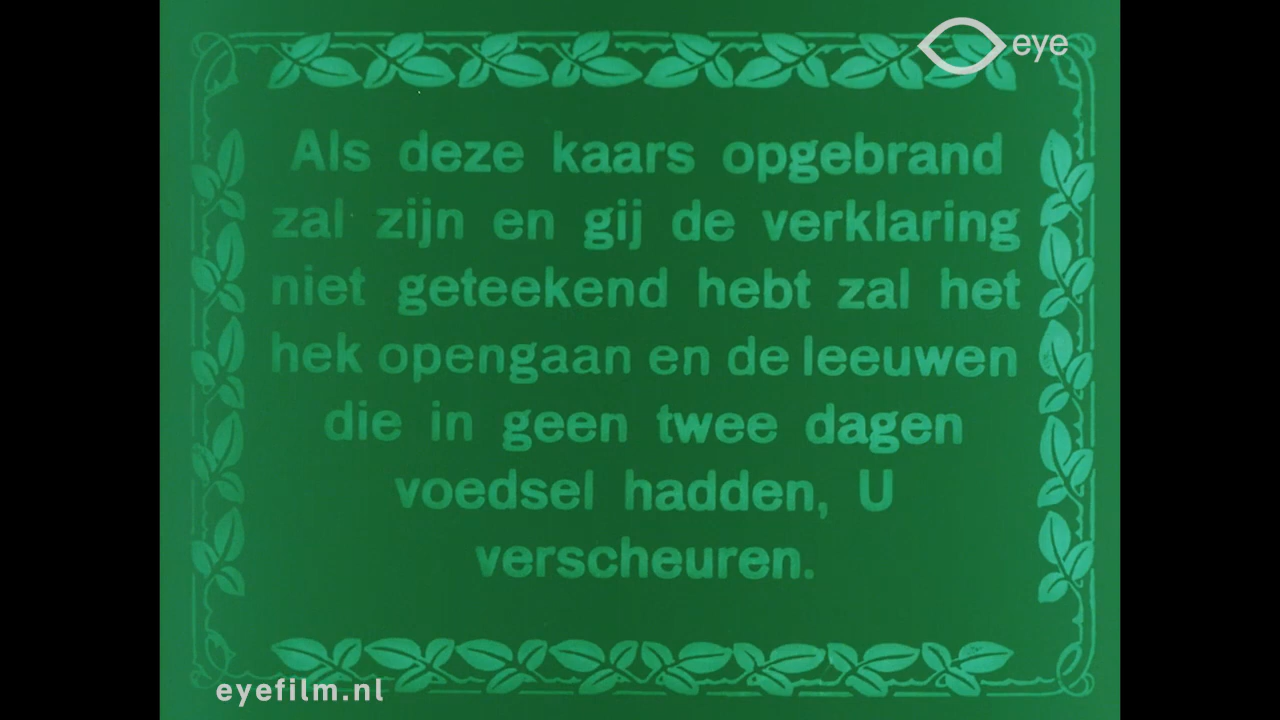 eye
Als deze kaars opgebrand
zal zijn en gij de verklaring
niet geteekend hebt zal het
hek opengaan en de leeuwen
die in geen twee dagen
voedsel hadden, U
verscheuren.
eyefilm.nl